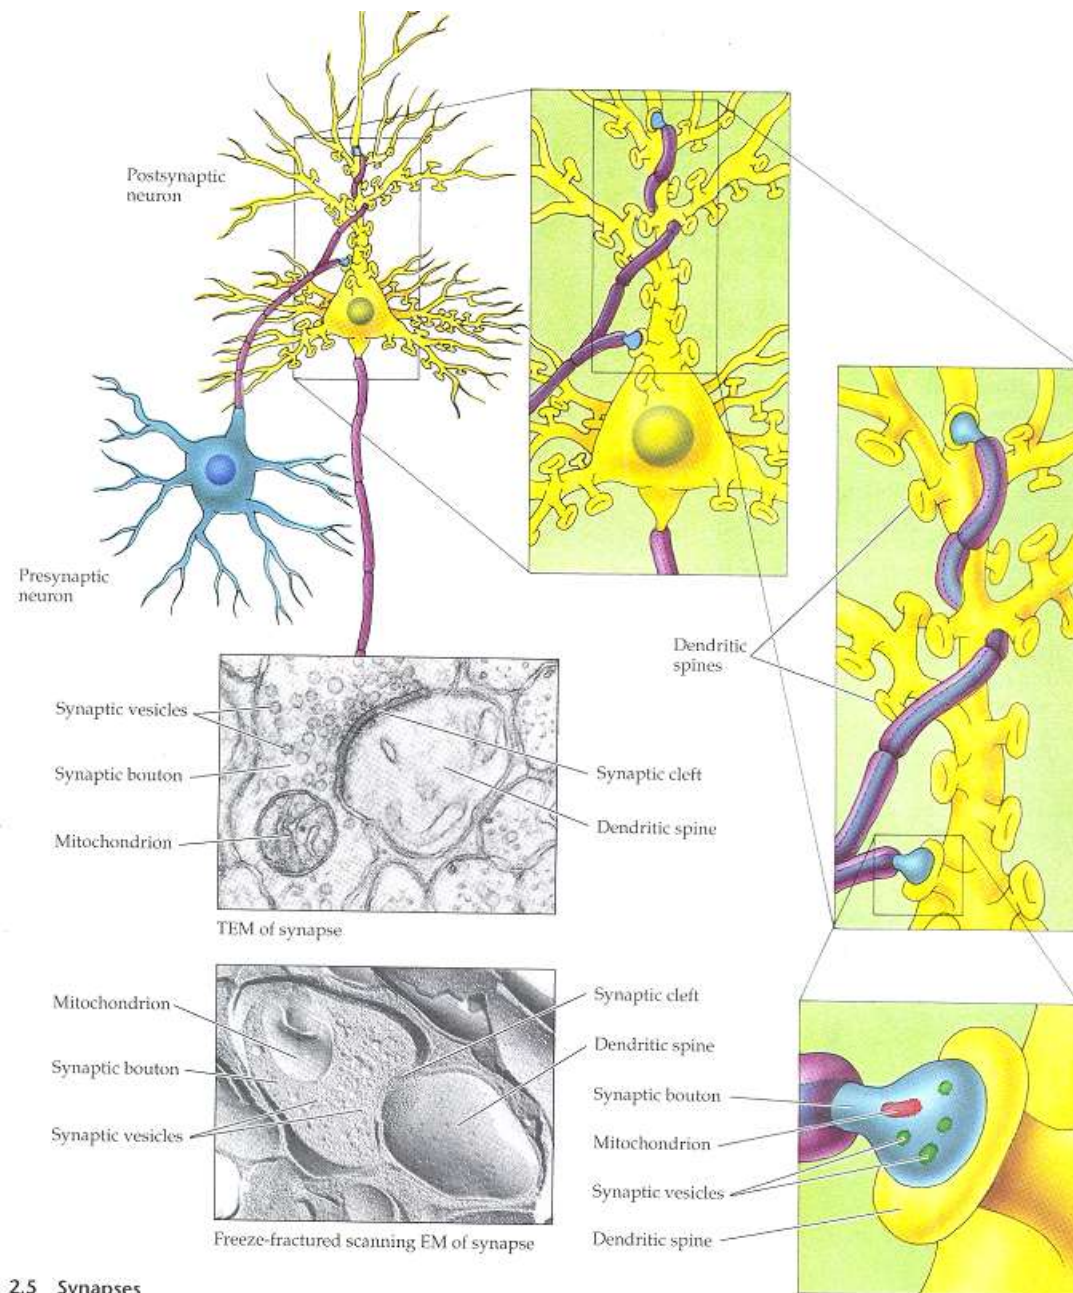 Postsynaptic
neuron
Presynaptic
neuron
Dendritic
spines
Synaptic vesicles
Synaptic bouton
Mitochondrion
Synaptic cleft
Dendritic spine
TEM of synapse
Mitochondrion
Synaptic bouton
Synaptic vesicles
Synaptic cleft
Dendritic spine
Freeze-fractured scanning EM of synapse
Synaptic bouton
Mitochondrion
Synaptic vesicles
Dendritic spine
2.5 Synapses